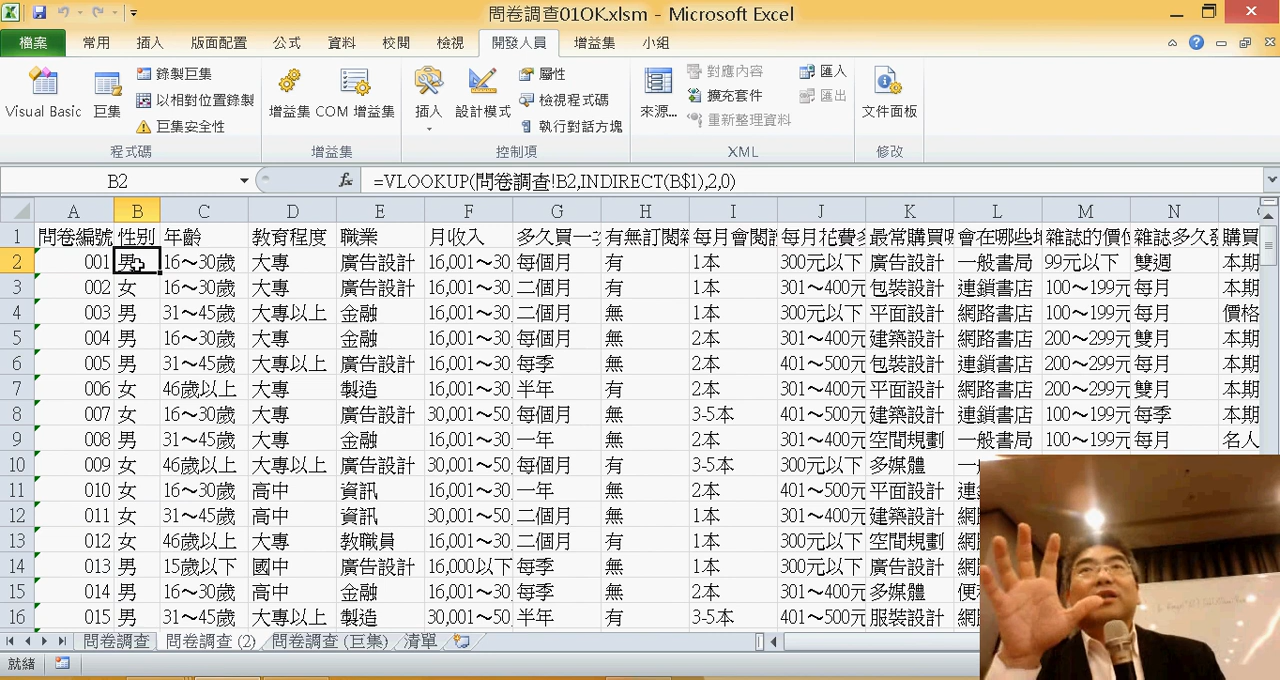 問卷調查01OK.xlsm - Microsoft Excel
檔案 常用 插入 版面配置 公式 資料 校閱 檢視 開發人員 增益集 小組
Visual Basic 巨集 錄製巨集 以相對位置錄製 巨集安全性 程式碼
增益集 COM 增益集 增益集
插入 設計模式 屬性 檢視程式碼 執行對話方塊 控制項
來源... 對應內容 擴充套件 重新整理資料 匯入 匯出 XML
文件面板 修改
B2 fx =VLOOKUP(問卷調查!B2,INDIRECT(B$1),2,0)
A B C D E F G H I J K L M N
1 問卷編號 性別 年齡 教育程度 職業 月收入 多久買一 有無訂閱 每月會閱 每月花費 最常購買 會在哪些 雜誌的價 雜誌多久 購買
2 001 男 16～30歲 大專 廣告設計 16,001～30 每個月 有 1本 300元以下 廣告設計 一般書局 99元以下 雙週 本期
3 002 女 16～30歲 大專 廣告設計 16,001～30 二個月 有 1本 301～400元 包裝設計 連鎖書店 100～199元 每月 本期
4 003 男 31～45歲 大專以上 金融 16,001～30 二個月 無 1本 300元以下 平面設計 網路書店 100～199元 每月 價格
5 004 男 16～30歲 大專 金融 16,001～30 每個月 無 2本 301～400元 建築設計 網路書店 200～299元 雙月 本期
6 005 男 31～45歲 大專以上 廣告設計 16,001～30 每季 無 2本 401～500元 包裝設計 連鎖書店 200～299元 每月 本期
7 006 女 46歲以上 大專 製造 16,001～30 半年 有 2本 301～400元 平面設計 網路書店 200～299元 雙月 本期
8 007 女 16～30歲 大專 廣告設計 30,001～50 每個月 無 3-5本 401～500元 建築設計 連鎖書店 100～199元 每季 本期
9 008 男 31～45歲 大專 金融 16,001～30 一年 無 2本 301～400元 空間規劃 一般書局 100～199元 每月 名人
10 009 女 46歲以上 大專以上 廣告設計 30,001～50 每個月 有 3-5本 300元以下 多媒體
11 010 女 16～30歲 高中 資訊 16,001～30 一年 無 2本 401～500元 平面設計
12 011 女 31～45歲 高中 資訊 30,001～50 二個月 無 1本 301～400元 建築設計
13 012 女 46歲以上 大專 教職員 16,001～30 二個月 有 2本 301～400元 空間規劃
14 013 男 15歲以下 國中 廣告設計 16,000以下 每季 無 1本 300元以下 廣告設計
15 014 男 16～30歲 高中 金融 16,001～30 每季 無 2本 301～400元 多媒體
16 015 男 31～45歲 大專以上 製造 30,001～50 半年 有 3-5本 401～500元 服裝設計
問卷調查 問卷調查 (2) 問卷調查 (巨集) 清單
就緒